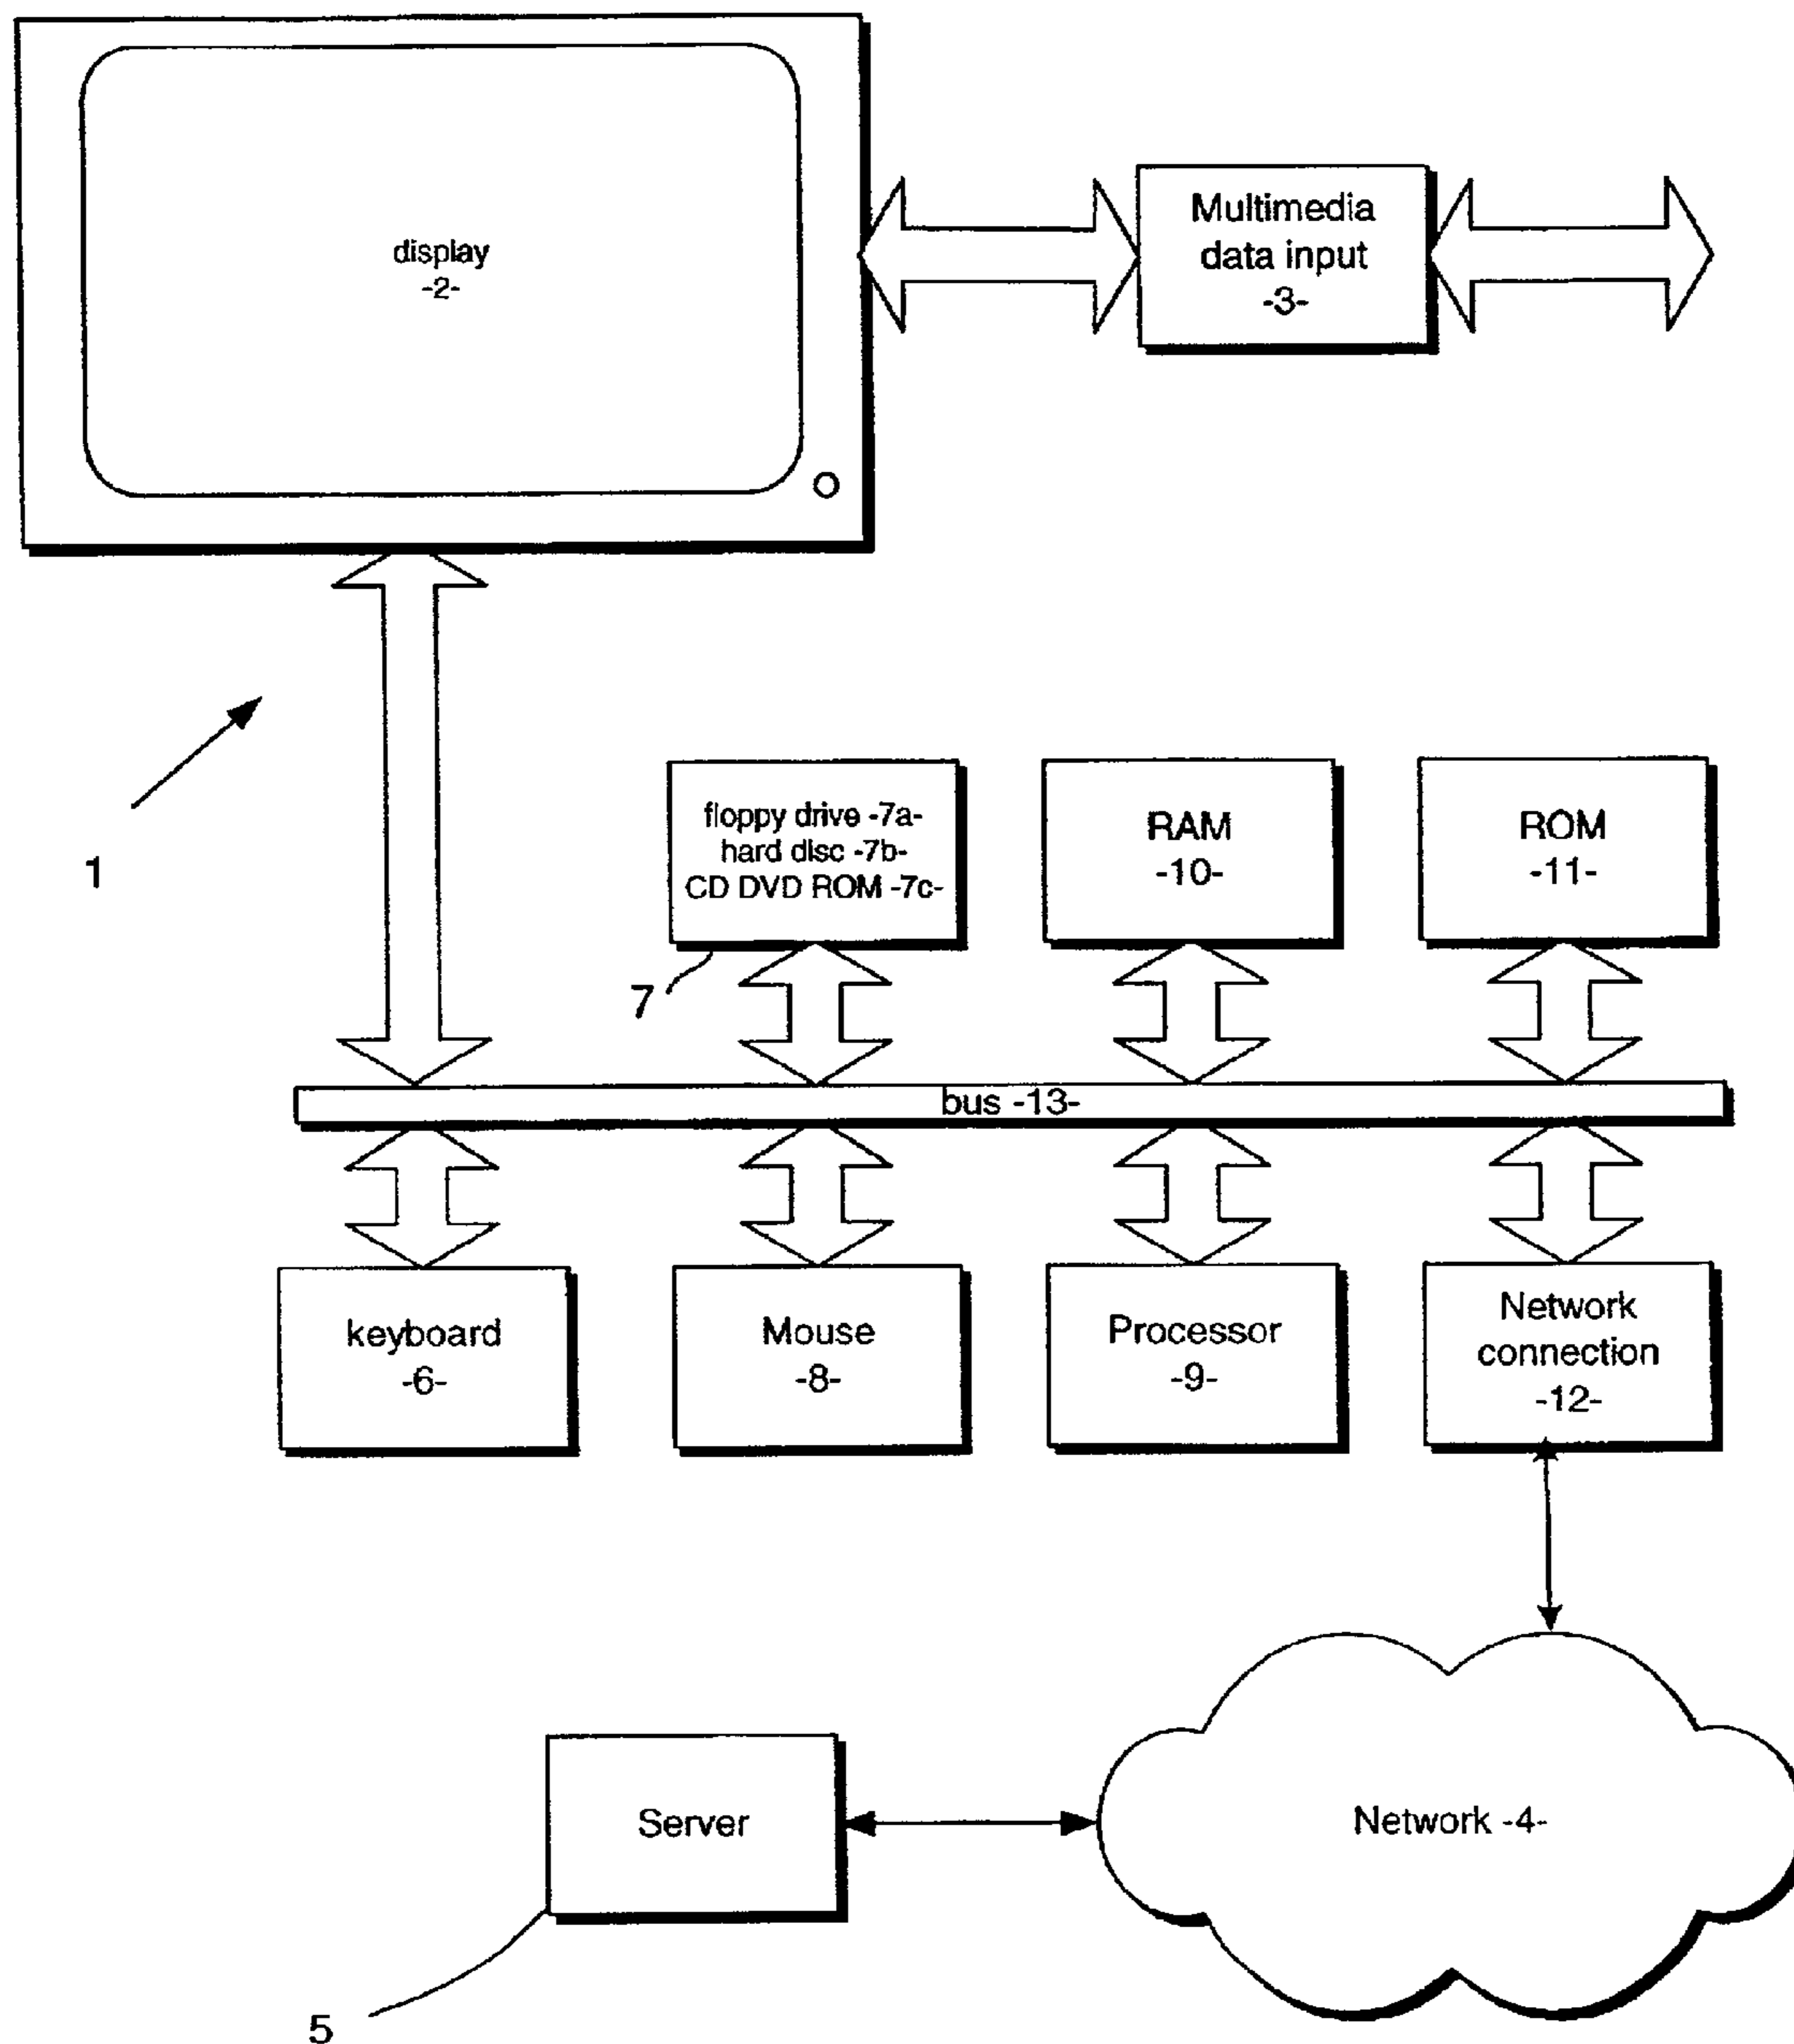 display
-2-
Multimedia
data input
-3-
1
floppy drive -7a-
hard disc -7b-
CD DVD ROM -7c-
7
RAM
-10-
ROM
-11-
bus -13-
keyboard
-6-
Mouse
-8-
Processor
-9-
Network
connection
-12-
Server
5
Network -4-